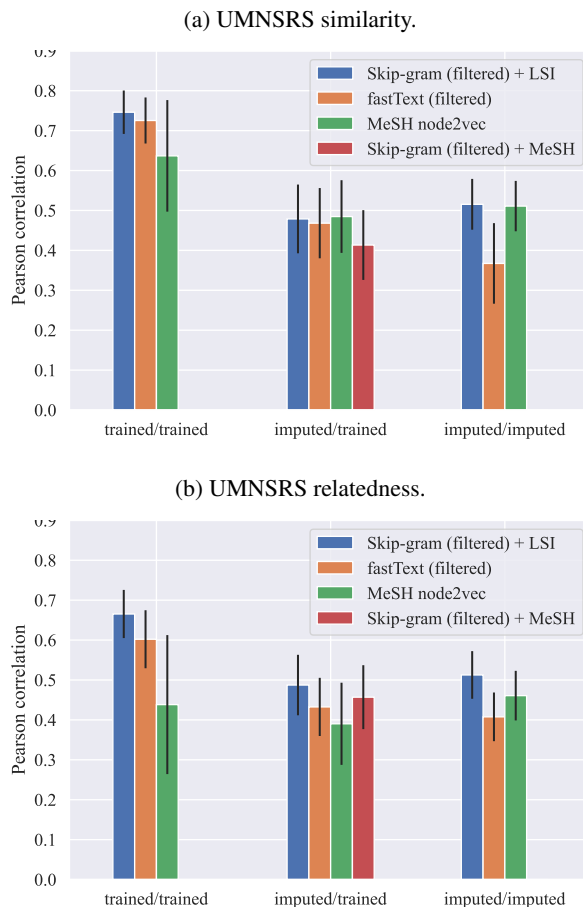 (a) UMNSRS similarity.
0.9
0.8
0.7
0.6
0.5
0.4
0.3
0.2
0.1
0.0
Pearson correlation
Skip-gram (filtered) + LSI
fastText (filtered)
MeSH node2vec
Skip-gram (filtered) + MeSH
trained/trained
imputed/trained
imputed/imputed
(b) UMNSRS relatedness.
0.9
0.8
0.7
0.6
0.5
0.4
0.3
0.2
0.1
0.0
Pearson correlation
Skip-gram (filtered) + LSI
fastText (filtered)
MeSH node2vec
Skip-gram (filtered) + MeSH
trained/trained
imputed/trained
imputed/imputed